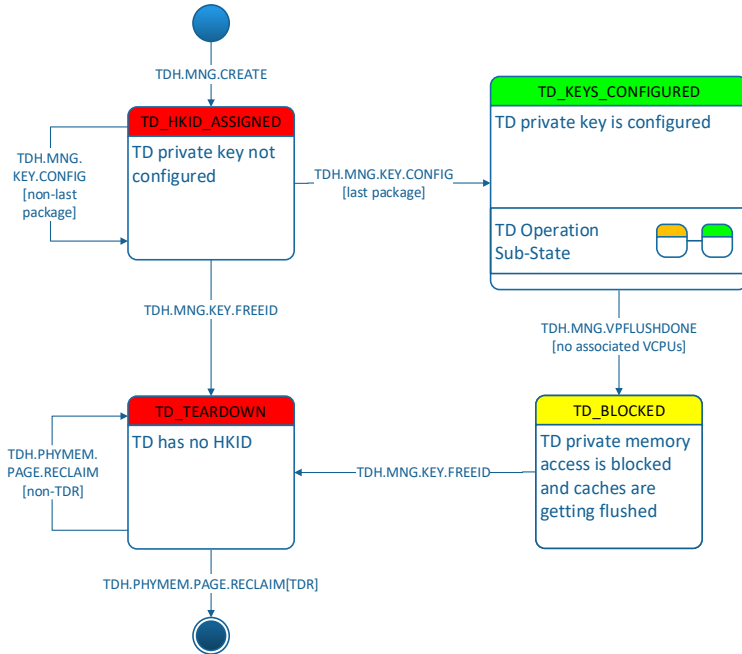 TDH.MNG.CREATE
TD_HKID_ASSIGNED
TD private key not
configured
TDH.MNG.
KEY.CONFIG
[non-last
package]
TDH.MNG.KEY.CONFIG
[last package]
TD_KEYS_CONFIGURED
TD private key is configured
TD Operation
Sub-State
TDH.MNG.KEY.FREEID
TDH.MNG.VPFLUSHDONE
[no associated VCPUs]
TD_TEARDOWN
TD has no HKID
TDH.PHYMEM.
PAGE.RECLAIM
[non-TDR]
TDH.MNG.KEY.FREEID
TD_BLOCKED
TD private memory
access is blocked
and caches are
getting flushed
TDH.PHYMEM.PAGE.RECLAIM[TDR]